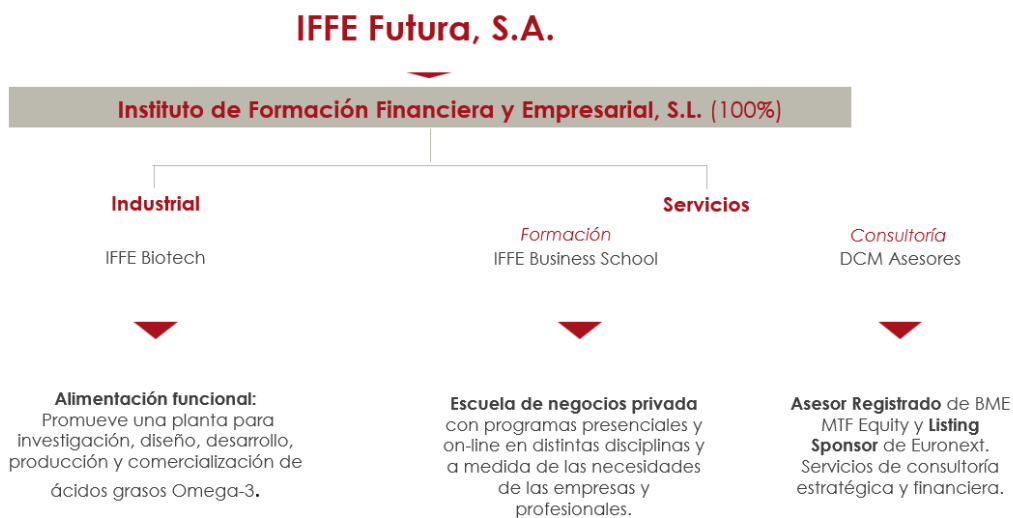 IFFE Futura, S.A.
Instituto de Formación Financiera y Empresarial, S.L. (100%)
Industrial
IFFE Biotech
Servicios
Formación
IFFE Business School
Consultoría
DCM Asesores
Alimentación funcional:
Promueve una planta para
investigación, diseño, desarrollo,
producción y comercialización de
ácidos grasos Omega-3.
Escuela de negocios privada
con programas presenciales y
on-line en distintas disciplinas y
a medida de las necesidades
de las empresas y
profesionales.
Asesor Registrado de BME
MTF Equity y Listing
Sponsor de Euronext.
Servicios de consultoría
estratégica y financiera.